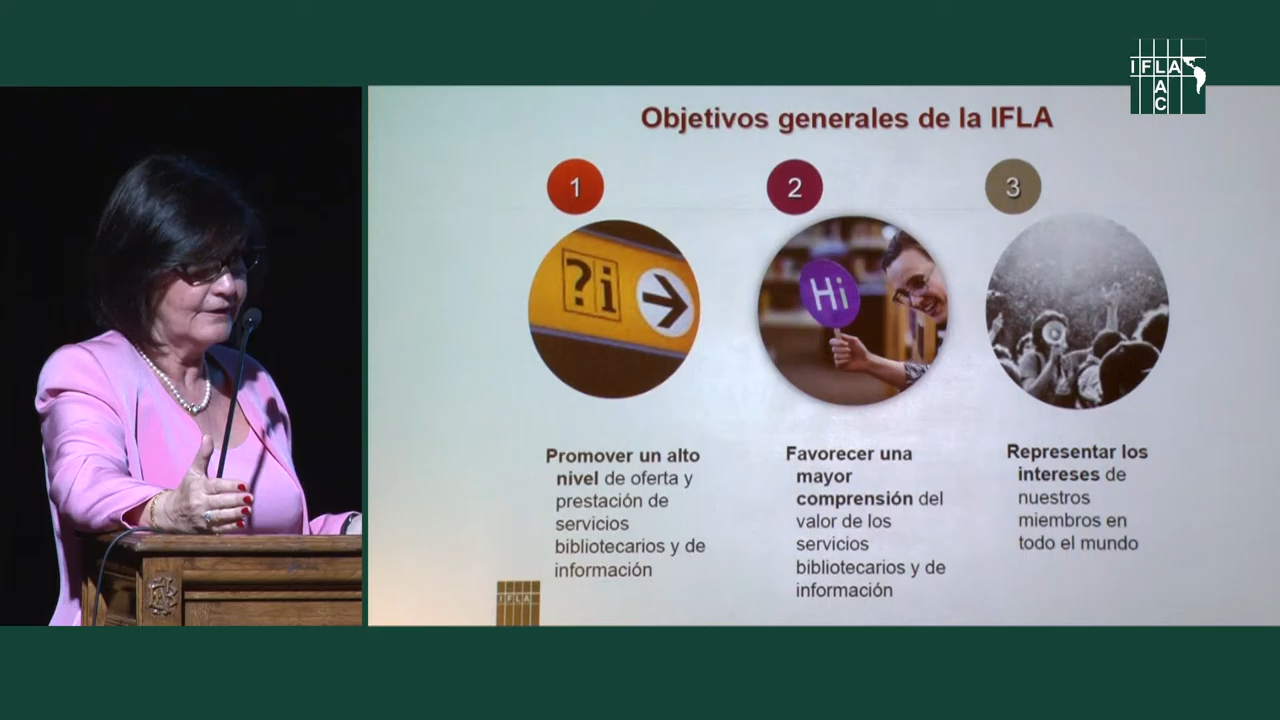 IFLA
LAC
Objetivos generales de la IFLA
1
2
3
?i
Hi
Promover un alto
nivel de oferta y
prestación de
servicios
bibliotecarios y de
información
Favorecer una
mayor
comprensión del
valor de los
servicios
bibliotecarios y de
información
Representar los
intereses de
nuestros
miembros en
todo el mundo
IFLA